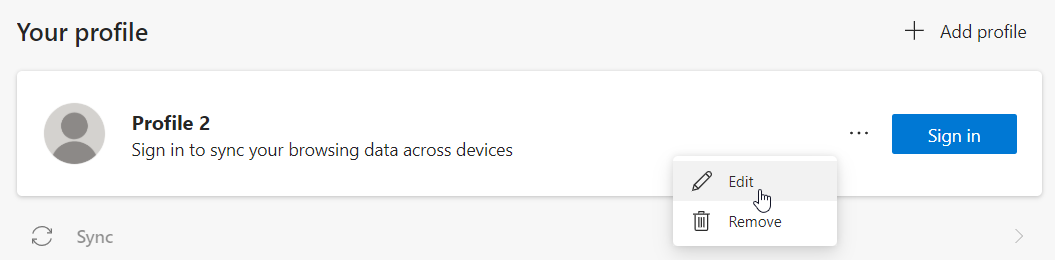 Your profile
Add profile
Profile 2
Sign in to sync your browsing data across devices
Sign in
Edit
Remove
Sync